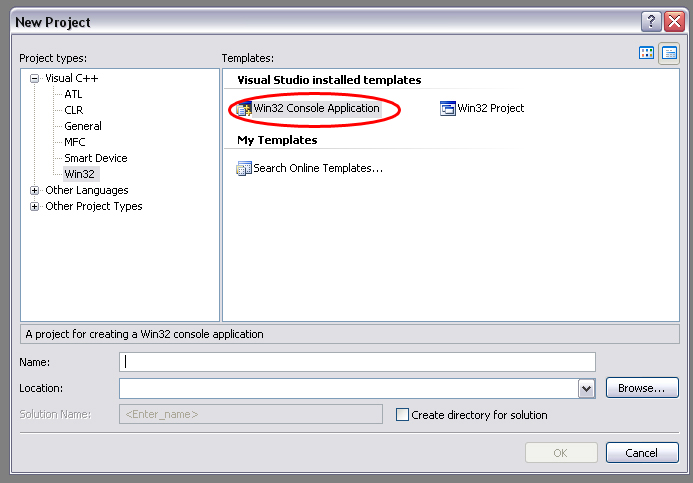 New Project
Project types:
Templates:
Visual C++
ATL
CLR
General
MFC
Smart Device
Win32
Other Languages
Other Project Types
Visual Studio installed templates
Win32 Console Application
Win32 Project
My Templates
Search Online Templates...
A project for creating a Win32 console application
Name:
Location:
Browse...
Solution Name:
<Enter_name>
Create directory for solution
OK
Cancel